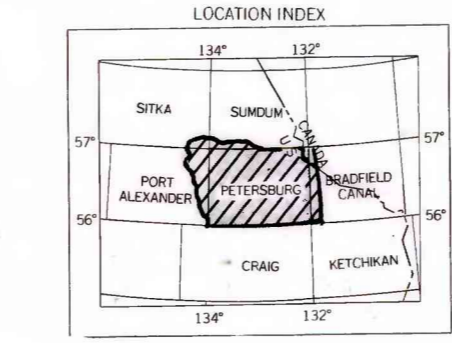 LOCATION INDEX
134° 132°
SITKA SUMDUM
CANADA
U.S.
57° 57°
PORT ALEXANDER PETERSBURG BRADFIELD CANAL
56° 56°
CRAIG KETCHIKAN
134° 132°